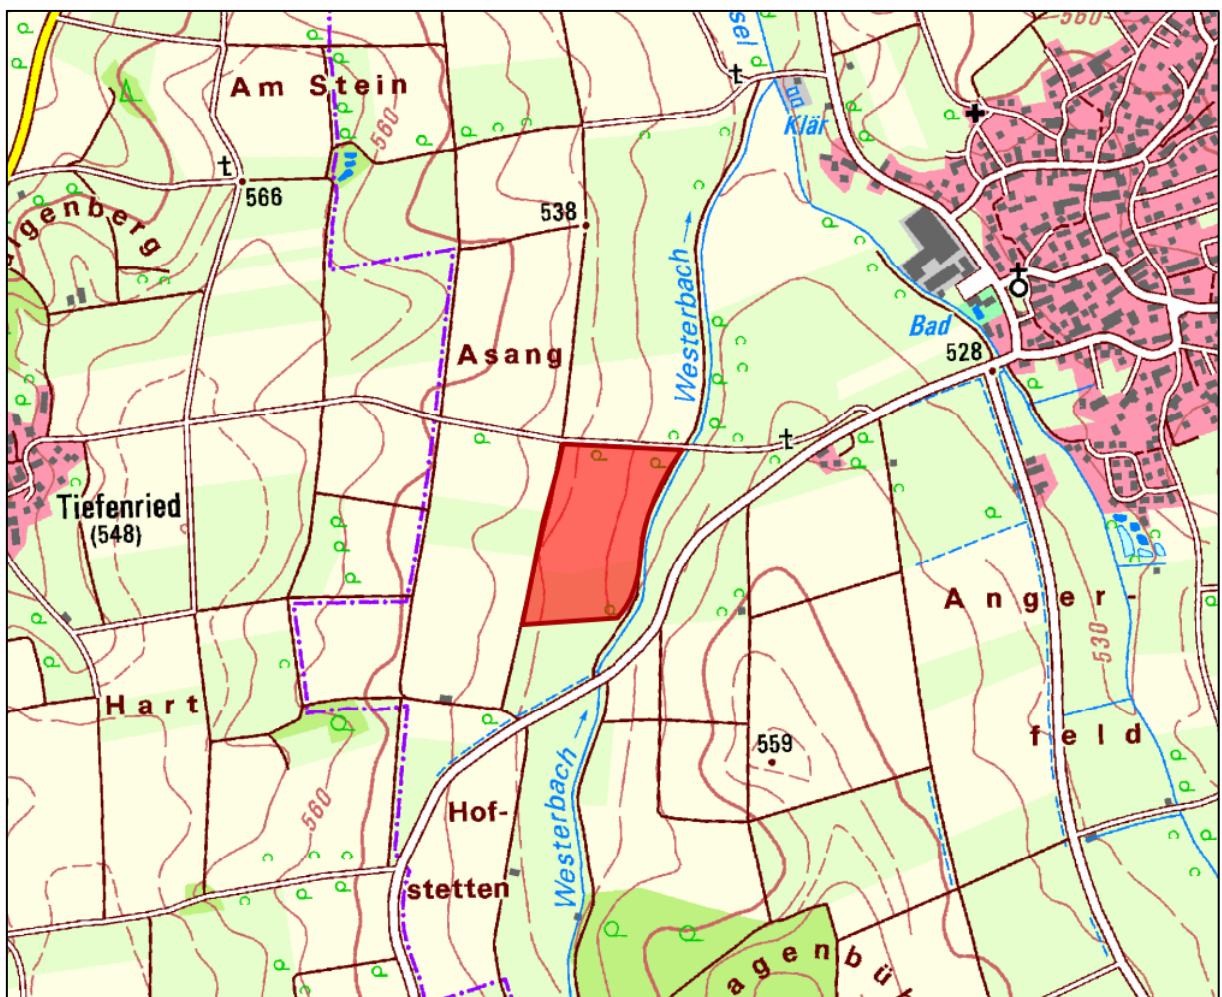 560
Am Stein
560
Klär
566
538
Westerbach
Asang
Bad
528
Tiefenried
(548)
Anger-
530
Hart
feld
559
560
Hof-
Westerbach
stetten